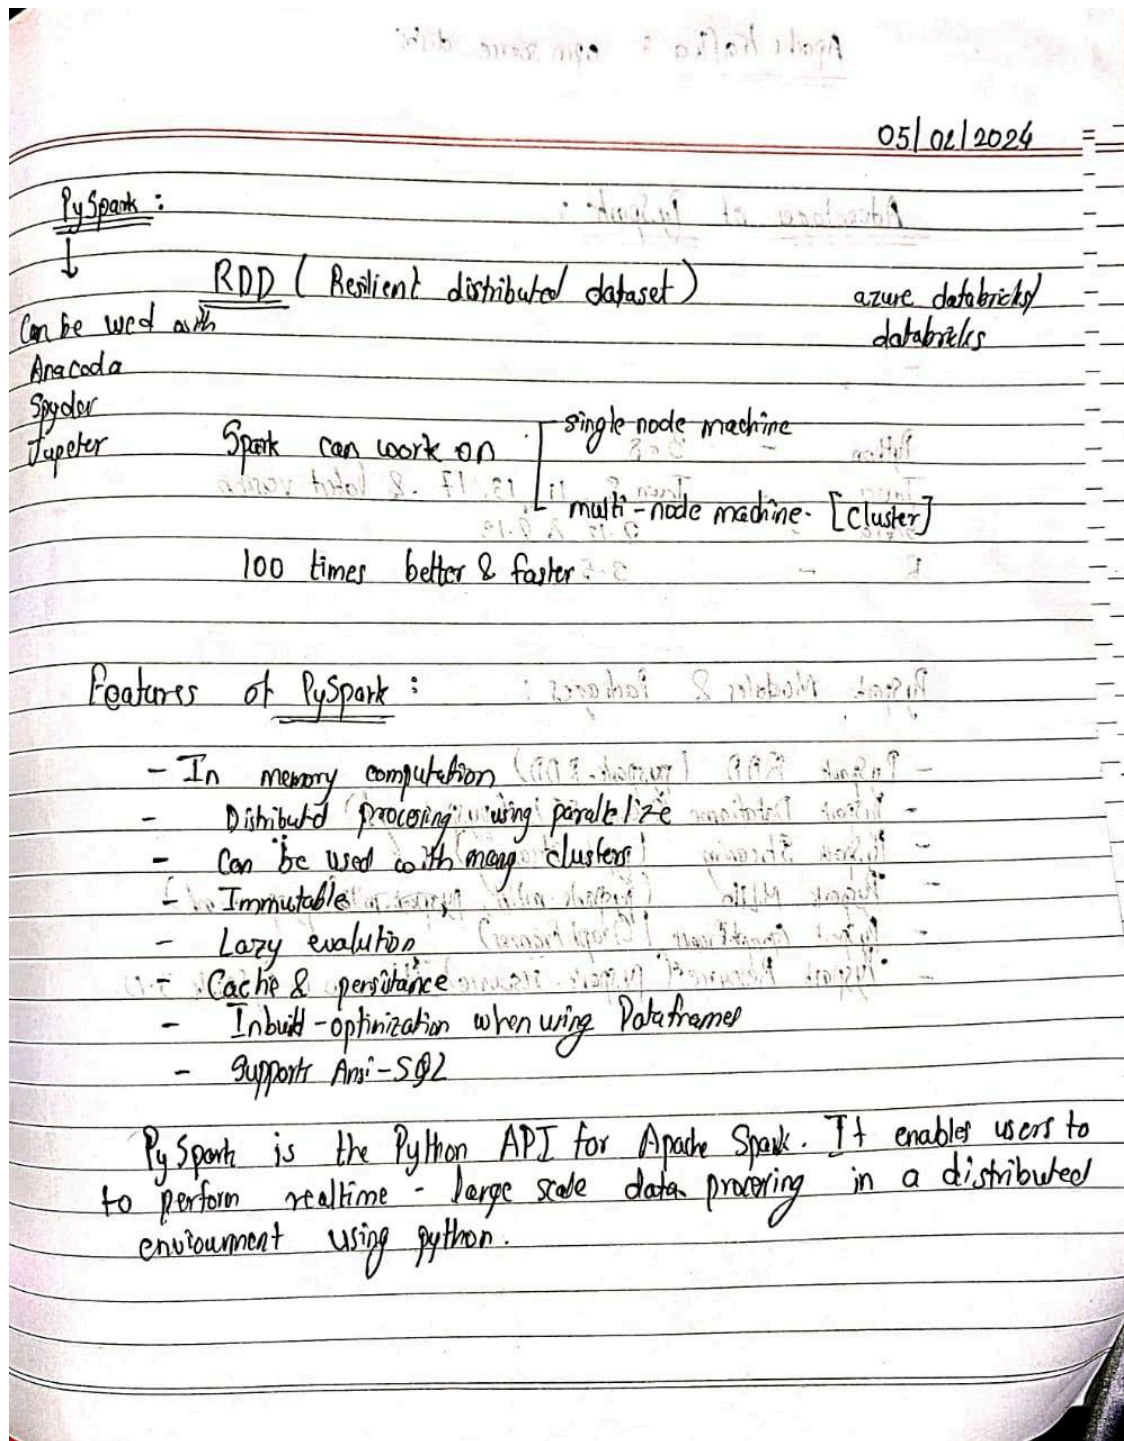 05/02/2024
PySpark :
RDD ( Resilient distributed dataset )
azure databricks/
databricks
Can be used with
Anacoda
Spyder
Jupeter
Spark can work on
single node machine
multi-node machine. [cluster]
100 times better & faster
Features of PySpark :
- In memory computation
- Distributed processing using parallelize
- Can be used with many clusters
- Immutable
- Lazy evalution
- Cache & persistance
- Inbuild-optinization when using Dataframes
- Supports Ansi-SQL
PySpark is the Python API for Apache Spark. It enables users to
to perform realtime - large scale data processing in a distributed
enviourment using python.